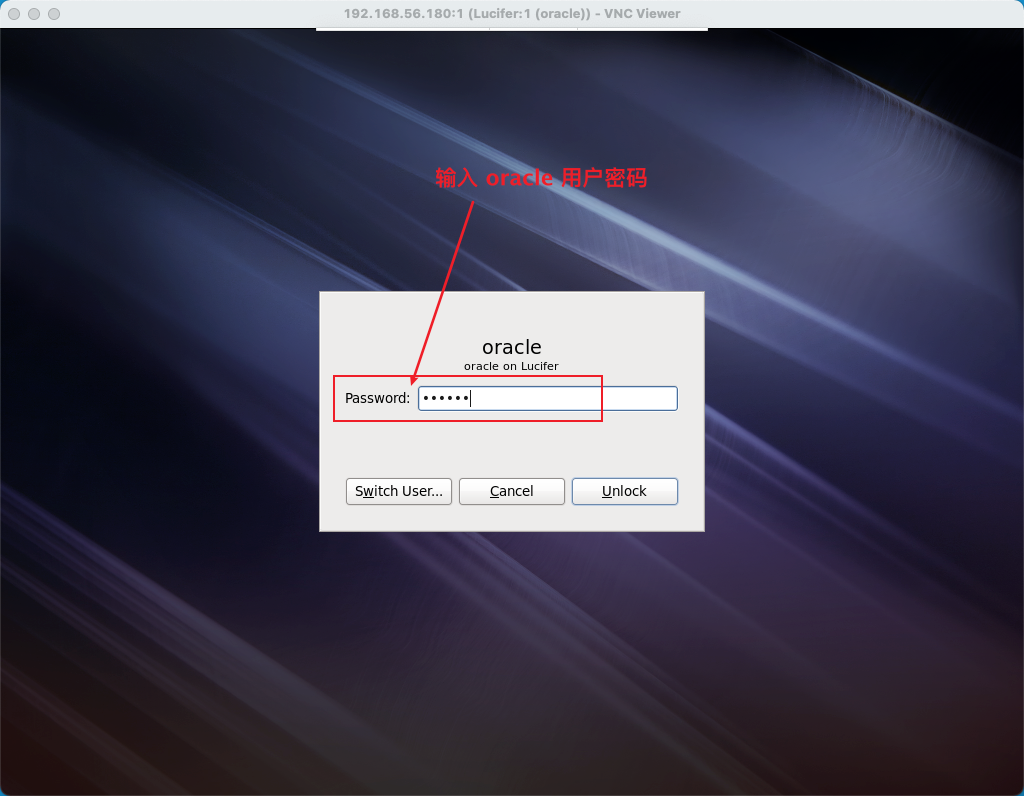 192.168.56.180:1 (Lucifer:1 (oracle)) - VNC Viewer
输入 oracle 用户密码
oracle
oracle on Lucifer
Password: ••••••
Switch User... Cancel Unlock